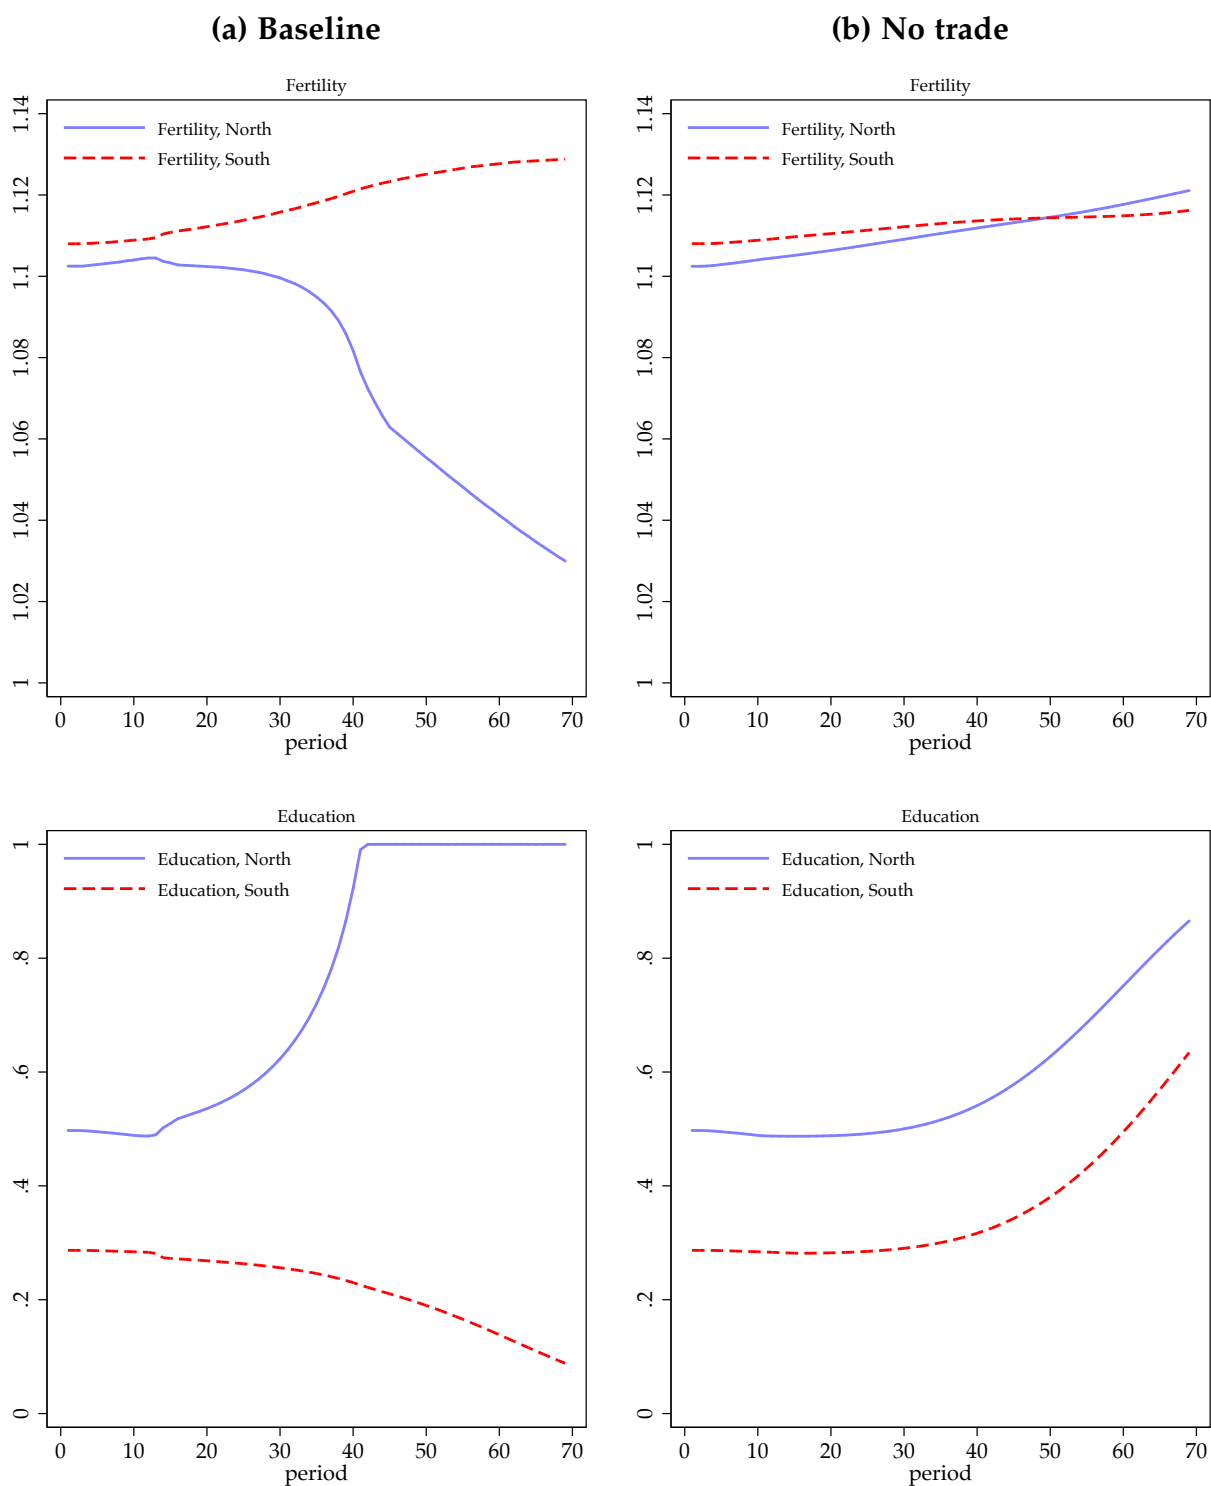 (a) Baseline
Fertility
Fertility, North
Fertility, South
1.14
1.12
1.1
1.08
1.06
1.04
1.02
1
0 10 20 30 40 50 60 70
period
(b) No trade
Fertility
Fertility, North
Fertility, South
1.14
1.12
1.1
1.08
1.06
1.04
1.02
1
0 10 20 30 40 50 60 70
period
Education
Education, North
Education, South
1
.8
.6
.4
.2
0
0 10 20 30 40 50 60 70
period
Education
Education, North
Education, South
1
.8
.6
.4
.2
0
0 10 20 30 40 50 60 70
period